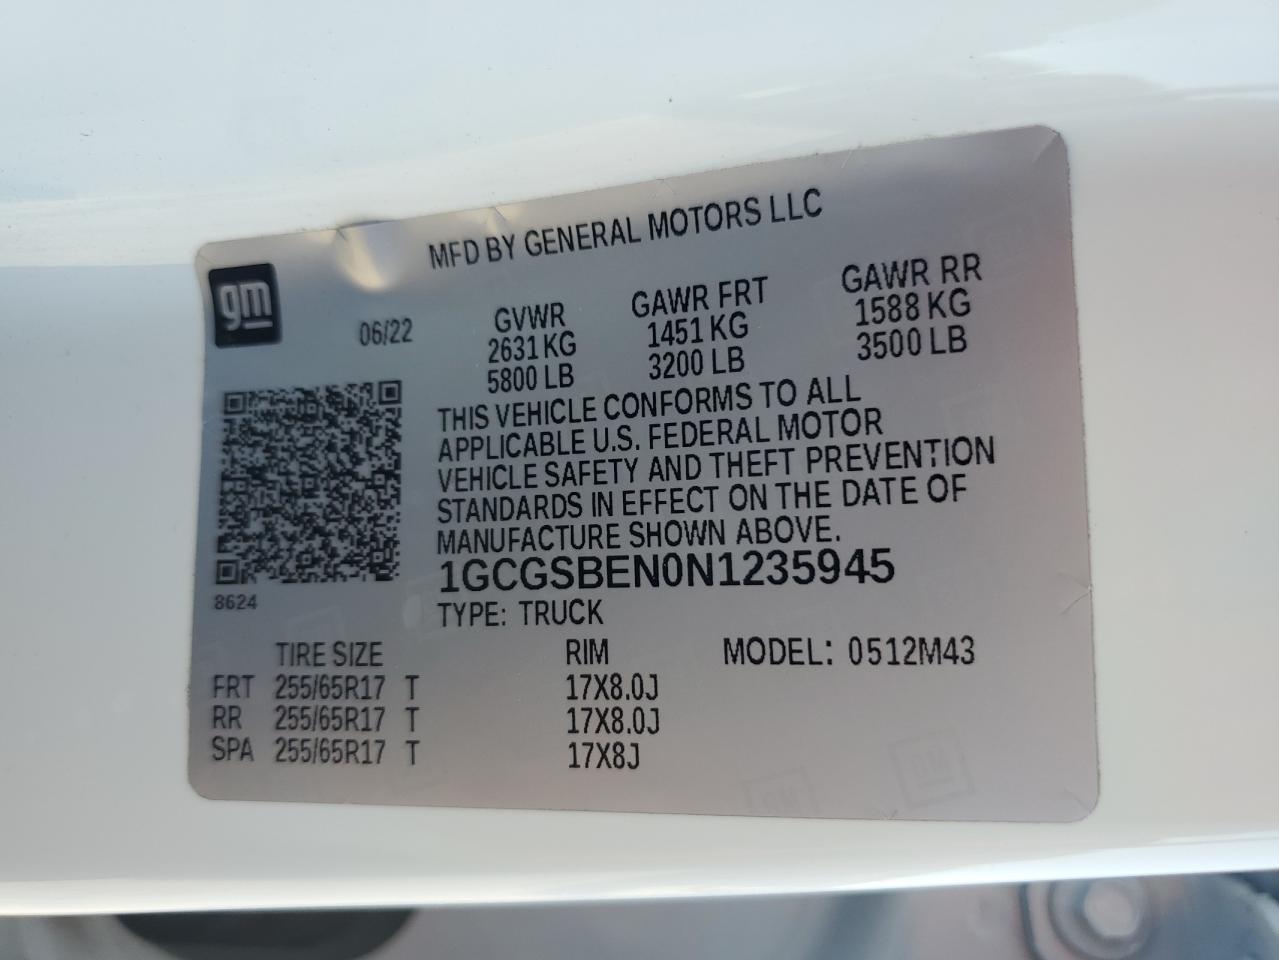 MFD BY GENERAL MOTORS LLC
gm
06/22
GVWR GAWR FRT GAWR RR
2631 KG 1451 KG 1588 KG
5800 LB 3200 LB 3500 LB
THIS VEHICLE CONFORMS TO ALL
APPLICABLE U.S. FEDERAL MOTOR
VEHICLE SAFETY AND THEFT PREVENTION
STANDARDS IN EFFECT ON THE DATE OF
MANUFACTURE SHOWN ABOVE.
1GCGSBEN0N1235945
8624
TYPE: TRUCK
TIRE SIZE RIM MODEL: 0512M43
FRT 255/65R17 T 17X8.0J
RR 255/65R17 T 17X8.0J
SPA 255/65R17 T 17X8J
GM GM